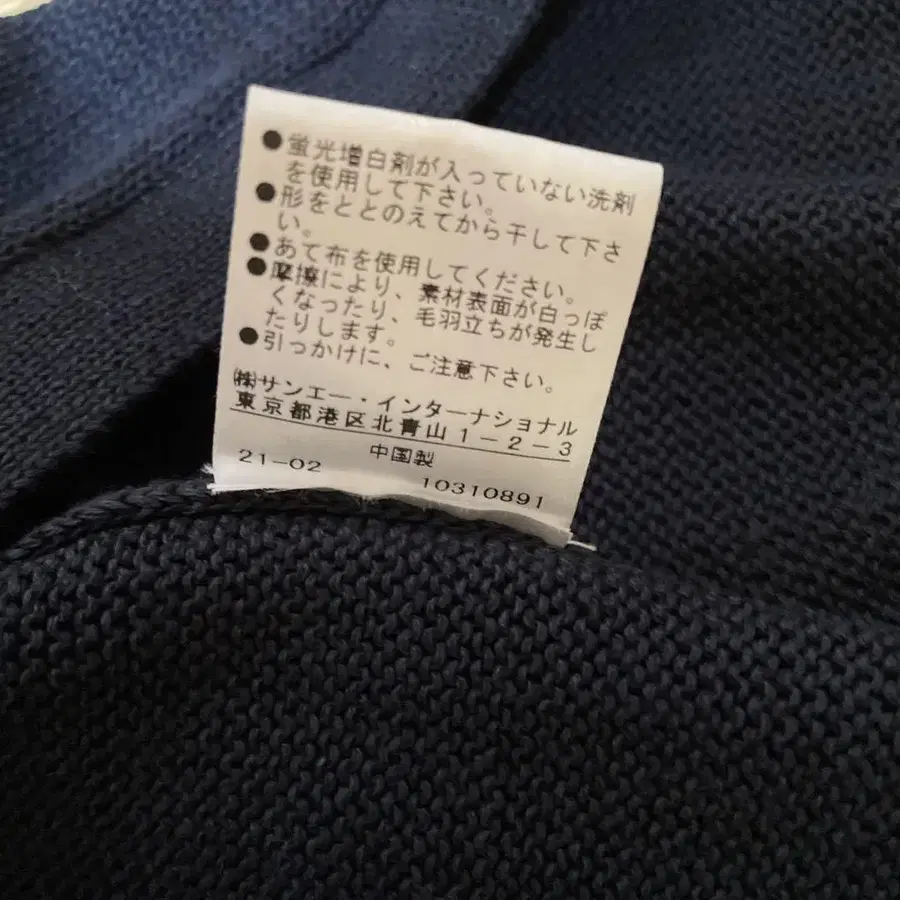 ●蛍光増白剤が入っていない洗剤
を使用して下さい。
●形をととのえてから干して下さ
い。
●あて布を使用してください。
●摩擦により、素材表面が白っぽ
くなったり、毛羽立ちが発生し
たりします。
●引っかけに、ご注意下さい。
㈱サンエー・インターナショナル
東京都港区北青山1-2-3
21-02 中国製
10310891